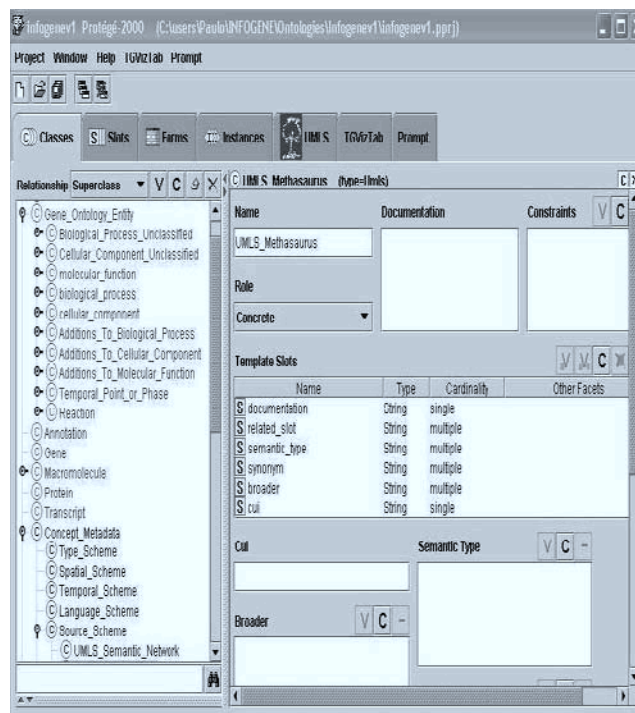 infogenev1 Protégé-2000 (C:\users\Paulo\INFOGENE\Ontologies\Infogenev1\infogenev1.pprj)
Project Window Help TGVizTab Prompt
C Classes S Slots Forms Instances UMLS TGVizTab Prompt
Relationship Superclass V C X
C UMLS_Methasaurus (type=Umls) C X
Gene_Ontology_Entity
Biological_Process_Unclassified
Cellular_Component_Unclassified
molecular_function
biological_process
cellular_component
Additions_To_Biological_Process
Additions_To_Cellular_Component
Additions_To_Molecular_Function
Temporal_Point_or_Phase
Reaction
Annotation
Gene
Macromolecule
Protein
Transcript
Concept_Metadata
Type_Scheme
Spatial_Scheme
Temporal_Scheme
Language_Scheme
Source_Scheme
UMLS_Semantic_Network
Name Documentation Constraints V C
UMLS_Methasaurus
Role
Concrete
Template Slots V V C X
Name Type Cardinality Other Facets
S documentation String single
S related_slot String multiple
S semantic_type String multiple
S synonym String multiple
S broader String multiple
S cui String single
Cui Semantic Type V C -
Broader V C -